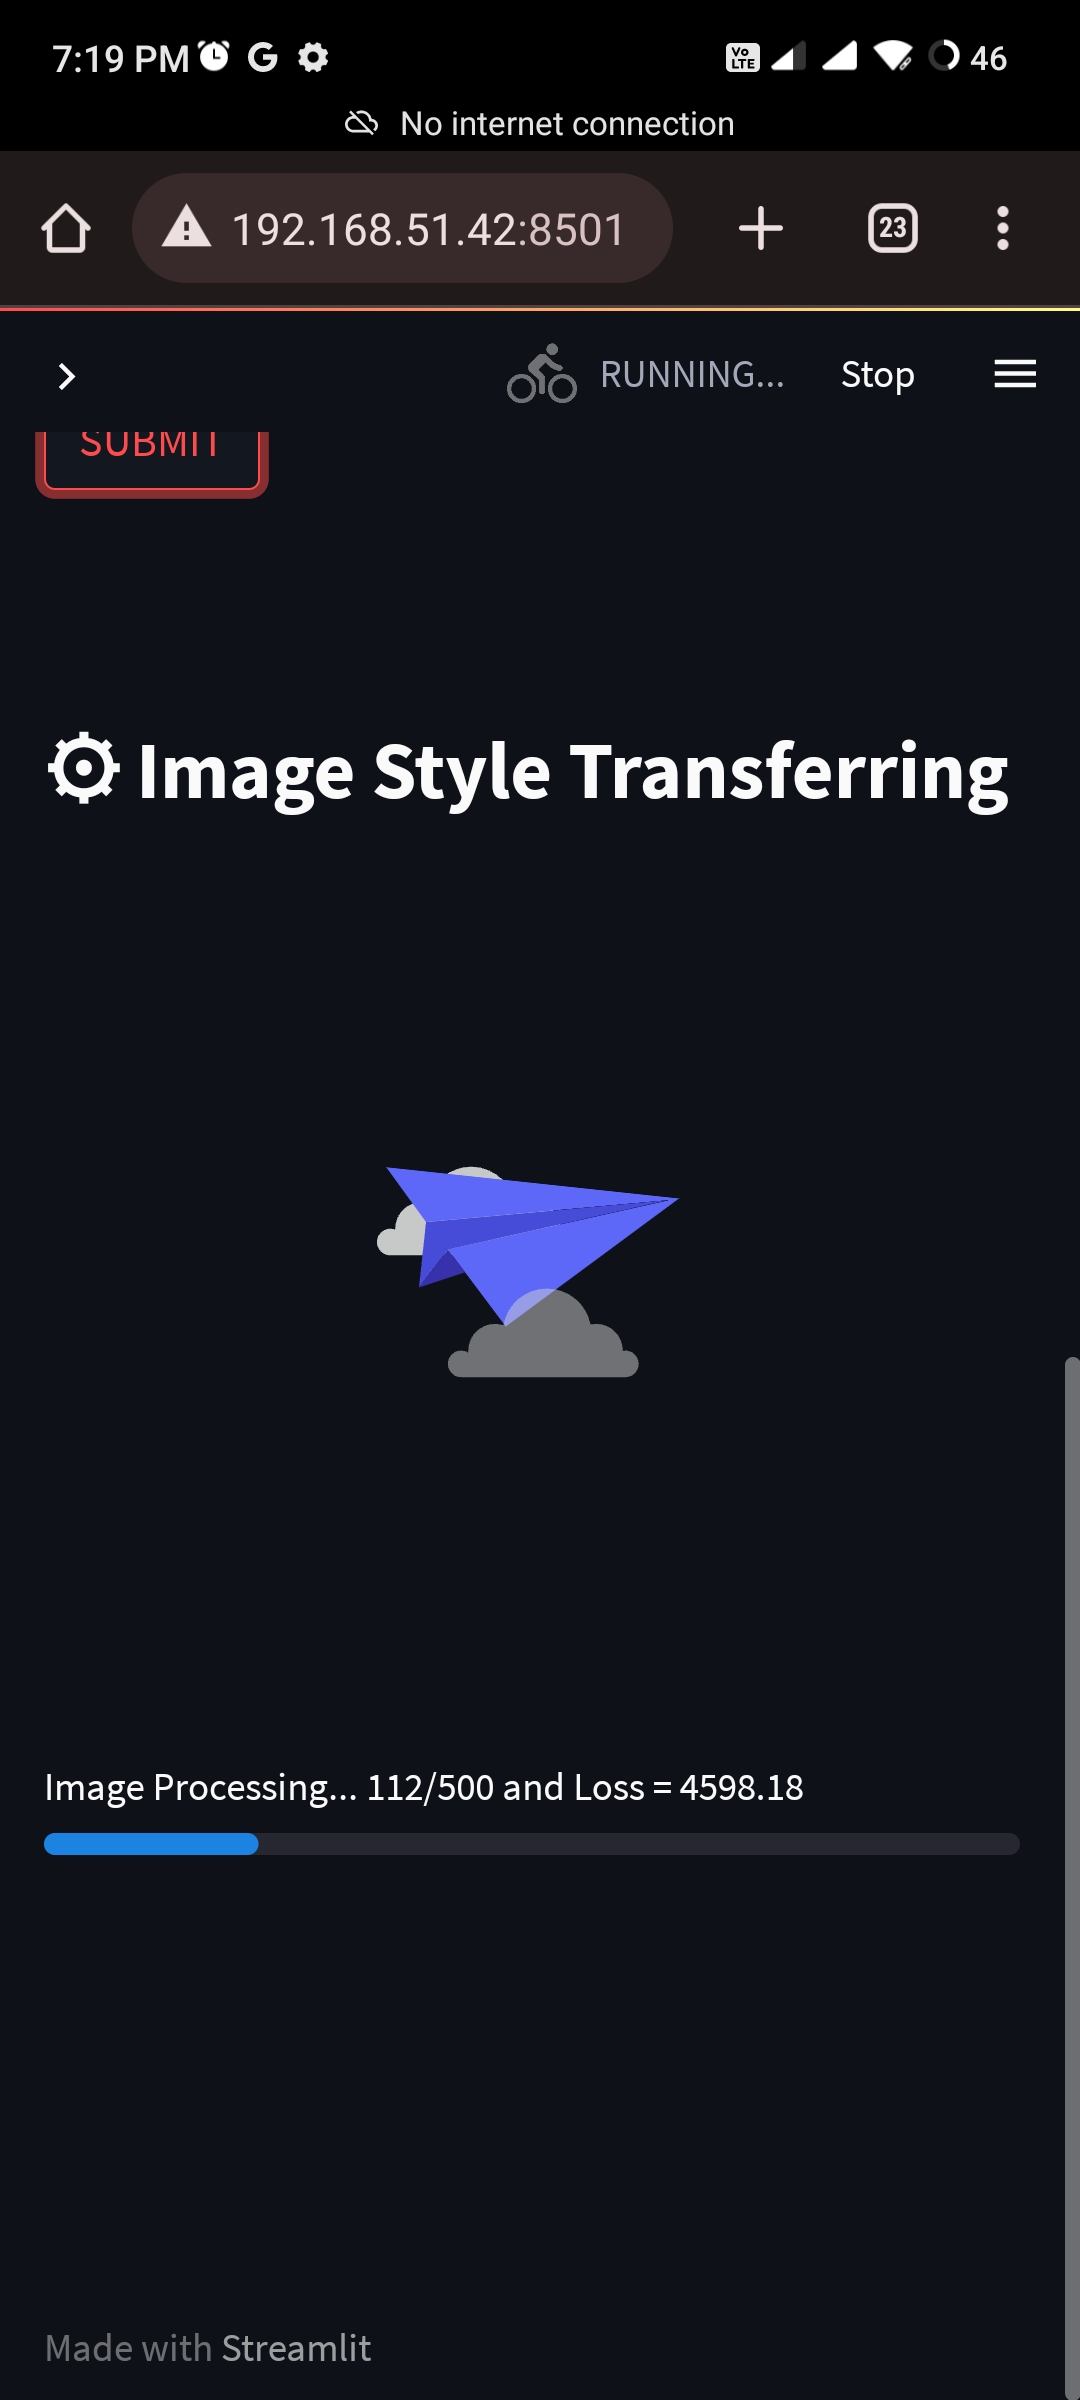 7:19 PM G Vo LTE 46
No internet connection
192.168.51.42:8501 23
RUNNING... Stop
SUBMIT
Image Style Transferring
Image Processing... 112/500 and Loss = 4598.18
Made with Streamlit